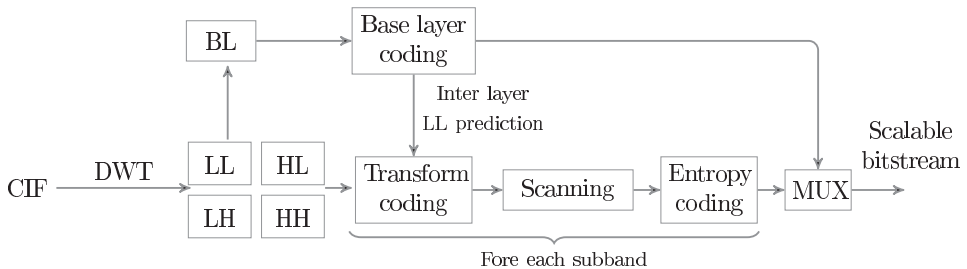 BL
Base layer
coding
Inter layer
LL prediction
CIF
DWT
LL
HL
LH
HH
Transform
coding
Scanning
Entropy
coding
MUX
Scalable
bitstream
Fore each subband